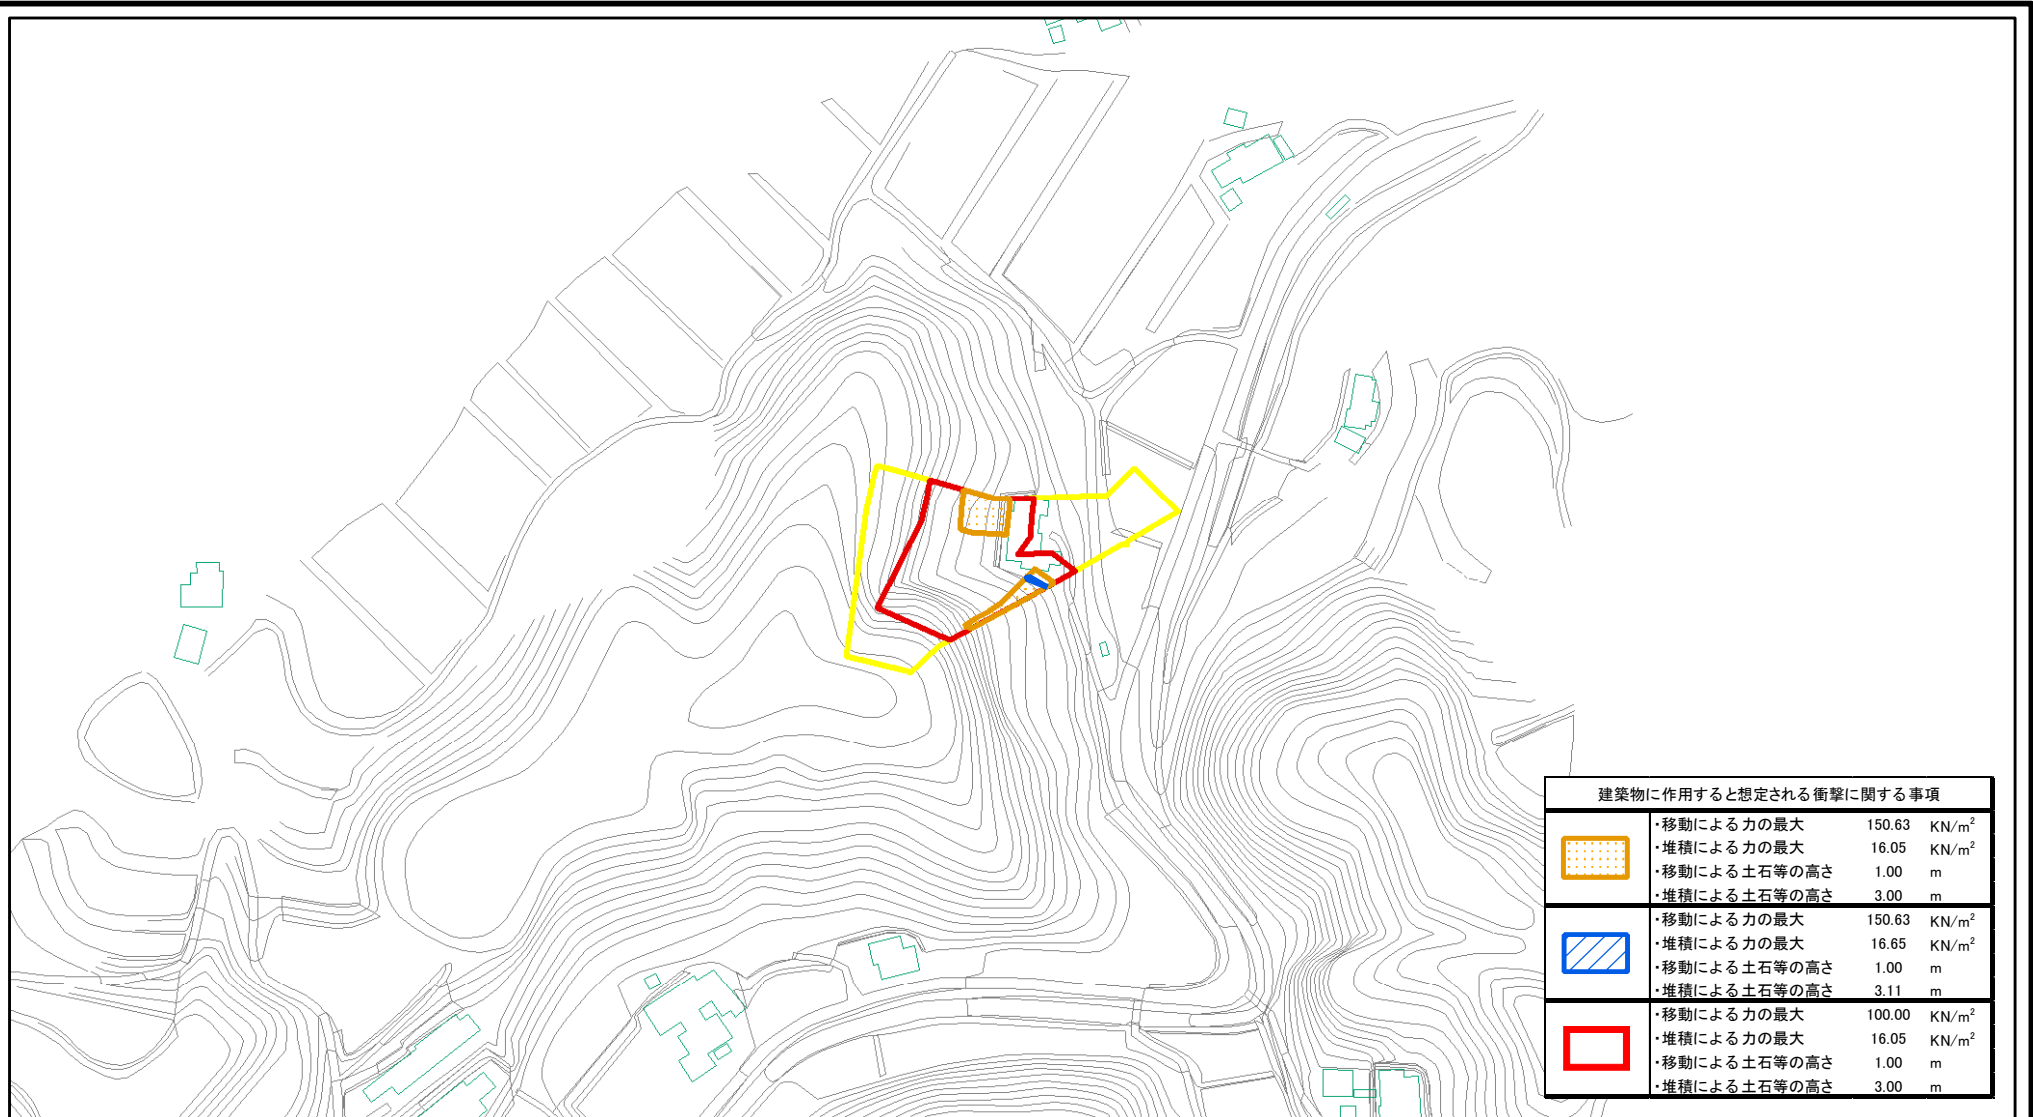 建築物に作用すると想定される衝撃に関する事項
・移動による力の最大 150.63 KN/m²
・堆積による力の最大 16.05 KN/m²
・移動による土石等の高さ 1.00 m
・堆積による土石等の高さ 3.00 m
・移動による力の最大 150.63 KN/m²
・堆積による力の最大 16.65 KN/m²
・移動による土石等の高さ 1.00 m
・堆積による土石等の高さ 3.11 m
・移動による力の最大 100.00 KN/m²
・堆積による力の最大 16.05 KN/m²
・移動による土石等の高さ 1.00 m
・堆積による土石等の高さ 3.00 m